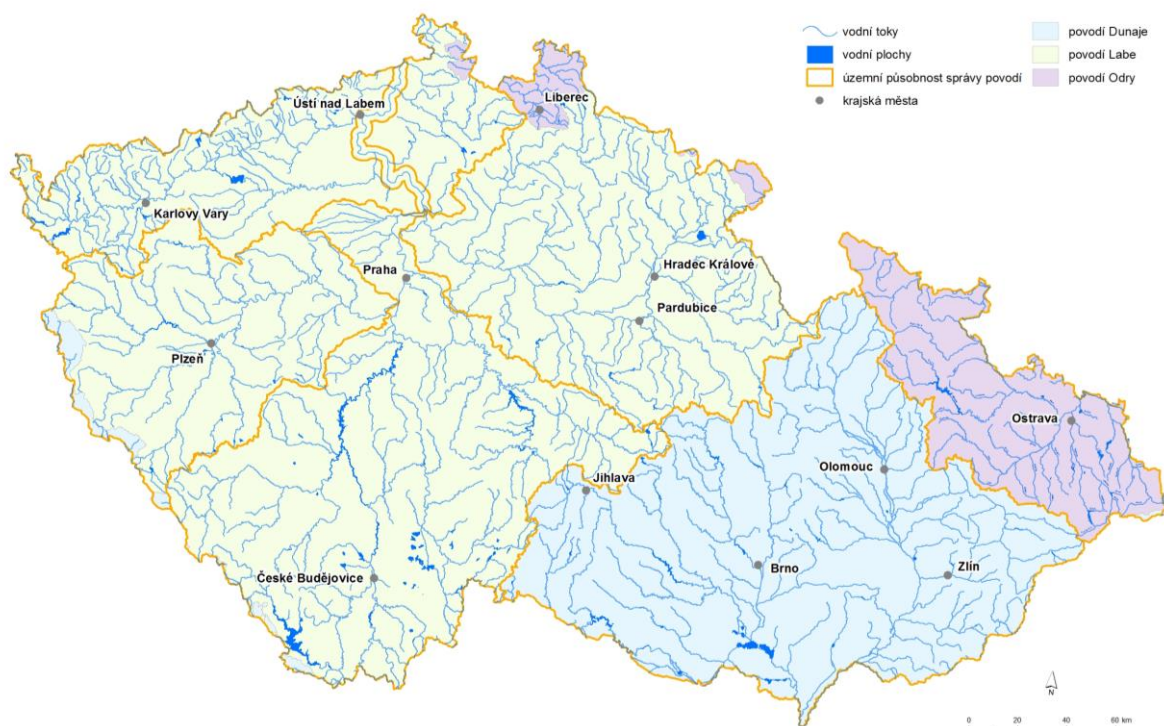 vodní toky
vodní plochy
územní působnost správy povodí
krajská města
povodí Dunaje
povodí Labe
povodí Odry
Liberec
Ústí nad Labem
Karlovy Vary
Praha
Hradec Králové
Pardubice
Plzeň
Ostrava
Olomouc
Jihlava
Brno
Zlín
České Budějovice
N
0 20 40 60 km